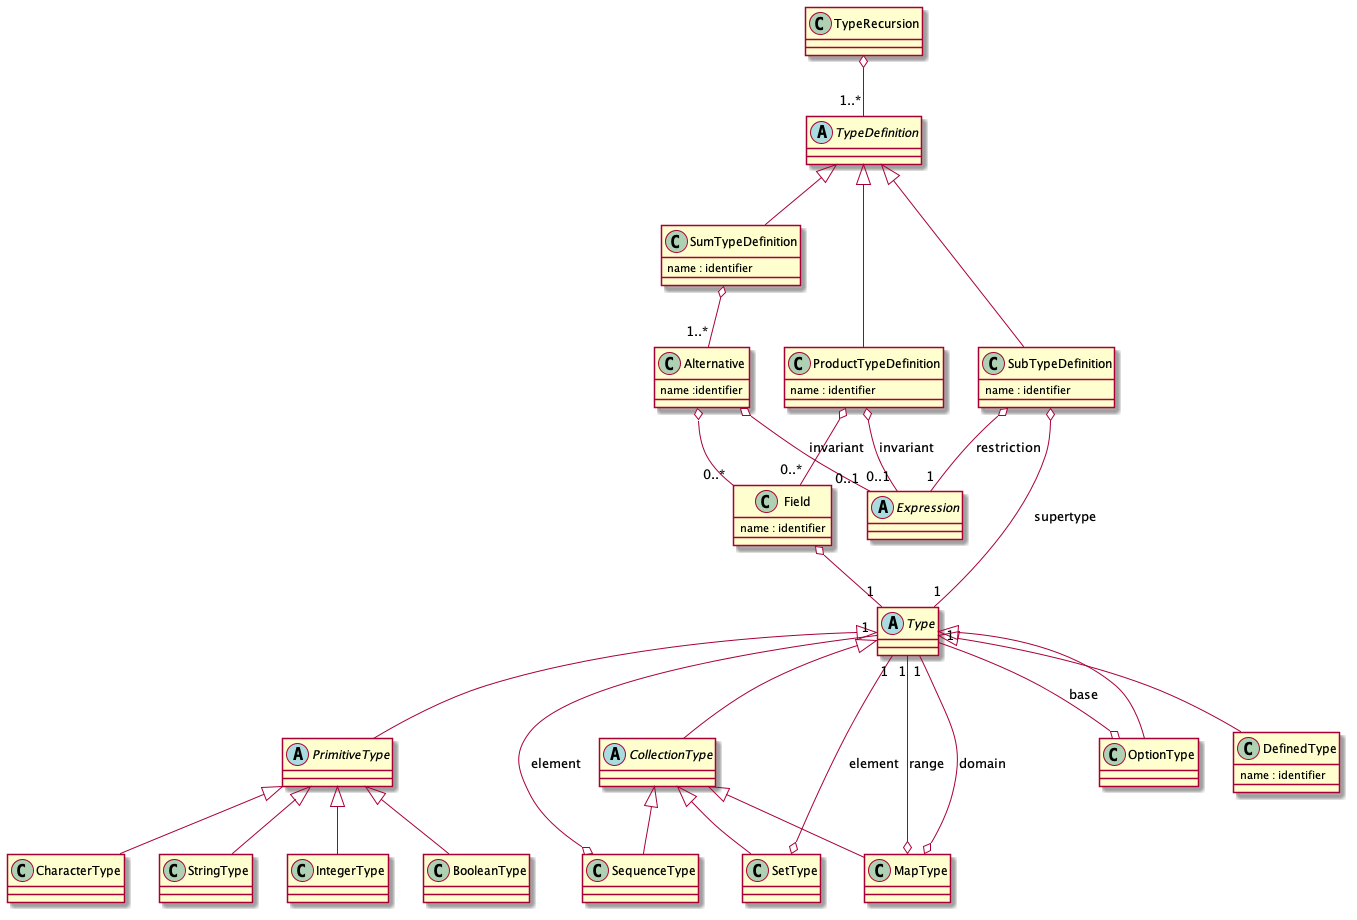 C TypeRecursion
1..*
A TypeDefinition
C SumTypeDefinition
name : identifier
1..*
C Alternative
name :identifier
C ProductTypeDefinition
name : identifier
C SubTypeDefinition
name : identifier
invariant
invariant
restriction
0..*
0..*
0..1
0..1
1
C Field
name : identifier
A Expression
supertype
1
1
A Type
1
1
1
1
1
base
A PrimitiveType
element
A CollectionType
element
range
domain
C OptionType
C DefinedType
name : identifier
C CharacterType
C StringType
C IntegerType
C BooleanType
C SequenceType
C SetType
C MapType